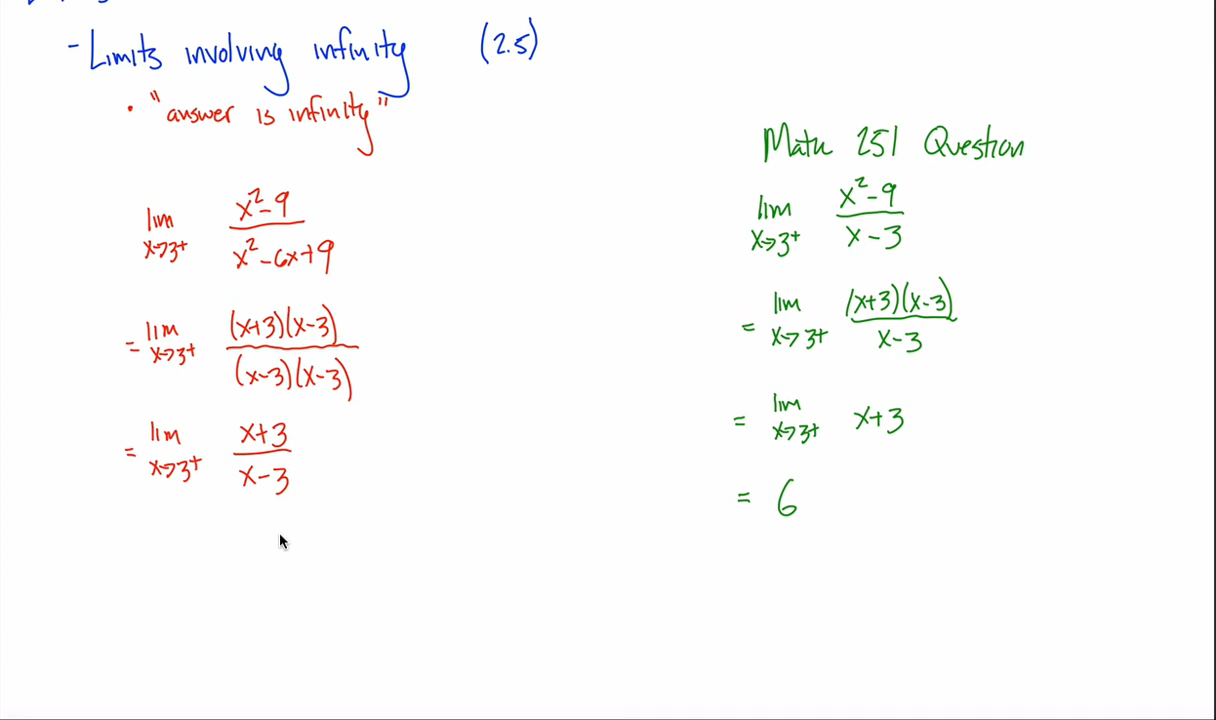 - Limits involving infinity (2.5)
• "answer is infinity"
lim x→3⁺ (x²-9)/(x²-6x+9)
= lim x→3⁺ ((x+3)(x-3))/((x-3)(x-3))
= lim x→3⁺ (x+3)/(x-3)
Math 251 Question
lim x→3⁺ (x²-9)/(x-3)
= lim x→3⁺ ((x+3)(x-3))/(x-3)
= lim x→3⁺ x+3
= 6